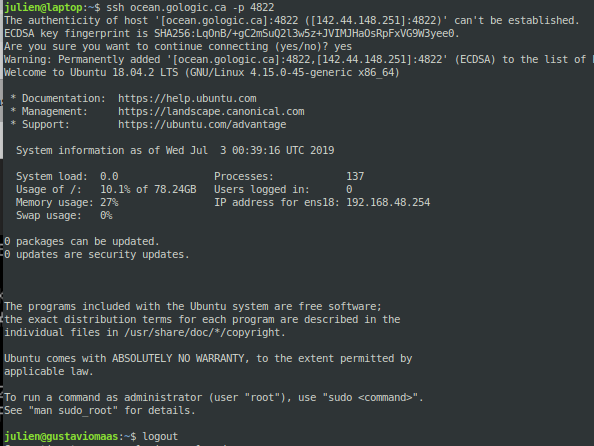 julien@laptop:~$ ssh ocean.gologic.ca -p 4822
The authenticity of host '[ocean.gologic.ca]:4822 ([142.44.148.251]:4822)' can't be established.
ECDSA key fingerprint is SHA256:LqOnB/+gC2mSuQ2l3w5z+JVIMJHaOsRpFxVG9W3yee0.
Are you sure you want to continue connecting (yes/no)? yes
Warning: Permanently added '[ocean.gologic.ca]:4822,[142.44.148.251]:4822' (ECDSA) to the list of
Welcome to Ubuntu 18.04.2 LTS (GNU/Linux 4.15.0-45-generic x86_64)
* Documentation: https://help.ubuntu.com
* Management: https://landscape.canonical.com
* Support: https://ubuntu.com/advantage
System information as of Wed Jul 3 00:39:16 UTC 2019
System load: 0.0 Processes: 137
Usage of /: 10.1% of 78.24GB Users logged in: 0
Memory usage: 27% IP address for ens18: 192.168.48.254
Swap usage: 0%
0 packages can be updated.
0 updates are security updates.
The programs included with the Ubuntu system are free software;
the exact distribution terms for each program are described in the
individual files in /usr/share/doc/*/copyright.
Ubuntu comes with ABSOLUTELY NO WARRANTY, to the extent permitted by
applicable law.
To run a command as administrator (user "root"), use "sudo <command>".
See "man sudo_root" for details.
julien@gustaviomaas:~$ logout